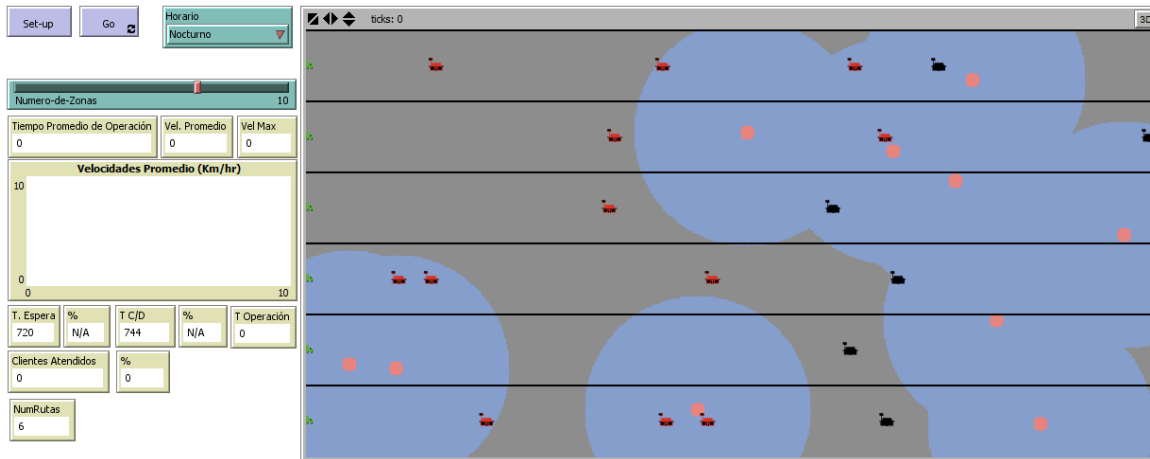 Set-up
Go
Horario
Nocturno
ticks: 0
3D
Numero-de-Zonas 10
Tiempo Promedio de Operación Vel. Promedio Vel Max
0 0 0
Velocidades Promedio (Km/hr)
10
0
0 10
T. Espera % T C/D % T Operación
720 N/A 744 N/A 0
Clientes Atendidos %
0 0
NumRutas
6